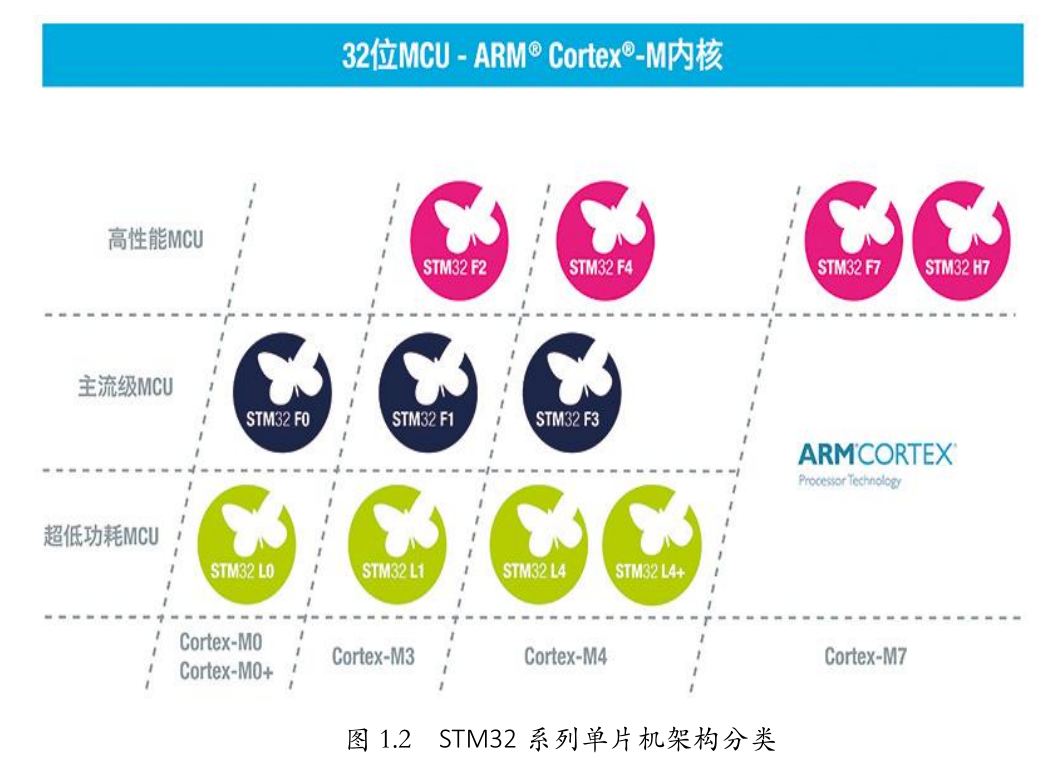 32位MCU - ARM® Cortex®-M内核
高性能MCU
STM32 F2
STM32 F4
STM32 F7
STM32 H7
主流级MCU
STM32 F0
STM32 F1
STM32 F3
ARM®CORTEX®
Processor Technology
超低功耗MCU
STM32 L0
STM32 L1
STM32 L4
STM32 L4+
Cortex-M0
Cortex-M0+
Cortex-M3
Cortex-M4
Cortex-M7
图 1.2 STM32 系列单片机架构分类